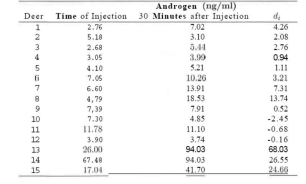 Androgen (ng/ml)
Deer Time of Injection 30 Minutes after Injection di
1 2.76 7.02 4.26
2 5.18 3.10 2.08
3 2.68 5.44 2.76
4 3.05 3.99 0.94
5 4.10 5.21 1.11
6 7.05 10.26 3.21
7 6.60 13.91 7.31
8 4,79 18.53 13.74
9 7,39 7.91 0.52
10 7.30 4.85 -2.45
11 11.78 11.10 -0.68
12 3.90 3.74 -0.16
13 26.00 94.03 68.03
14 67.48 94.03 26.55
15 17.04 41.70 24.66